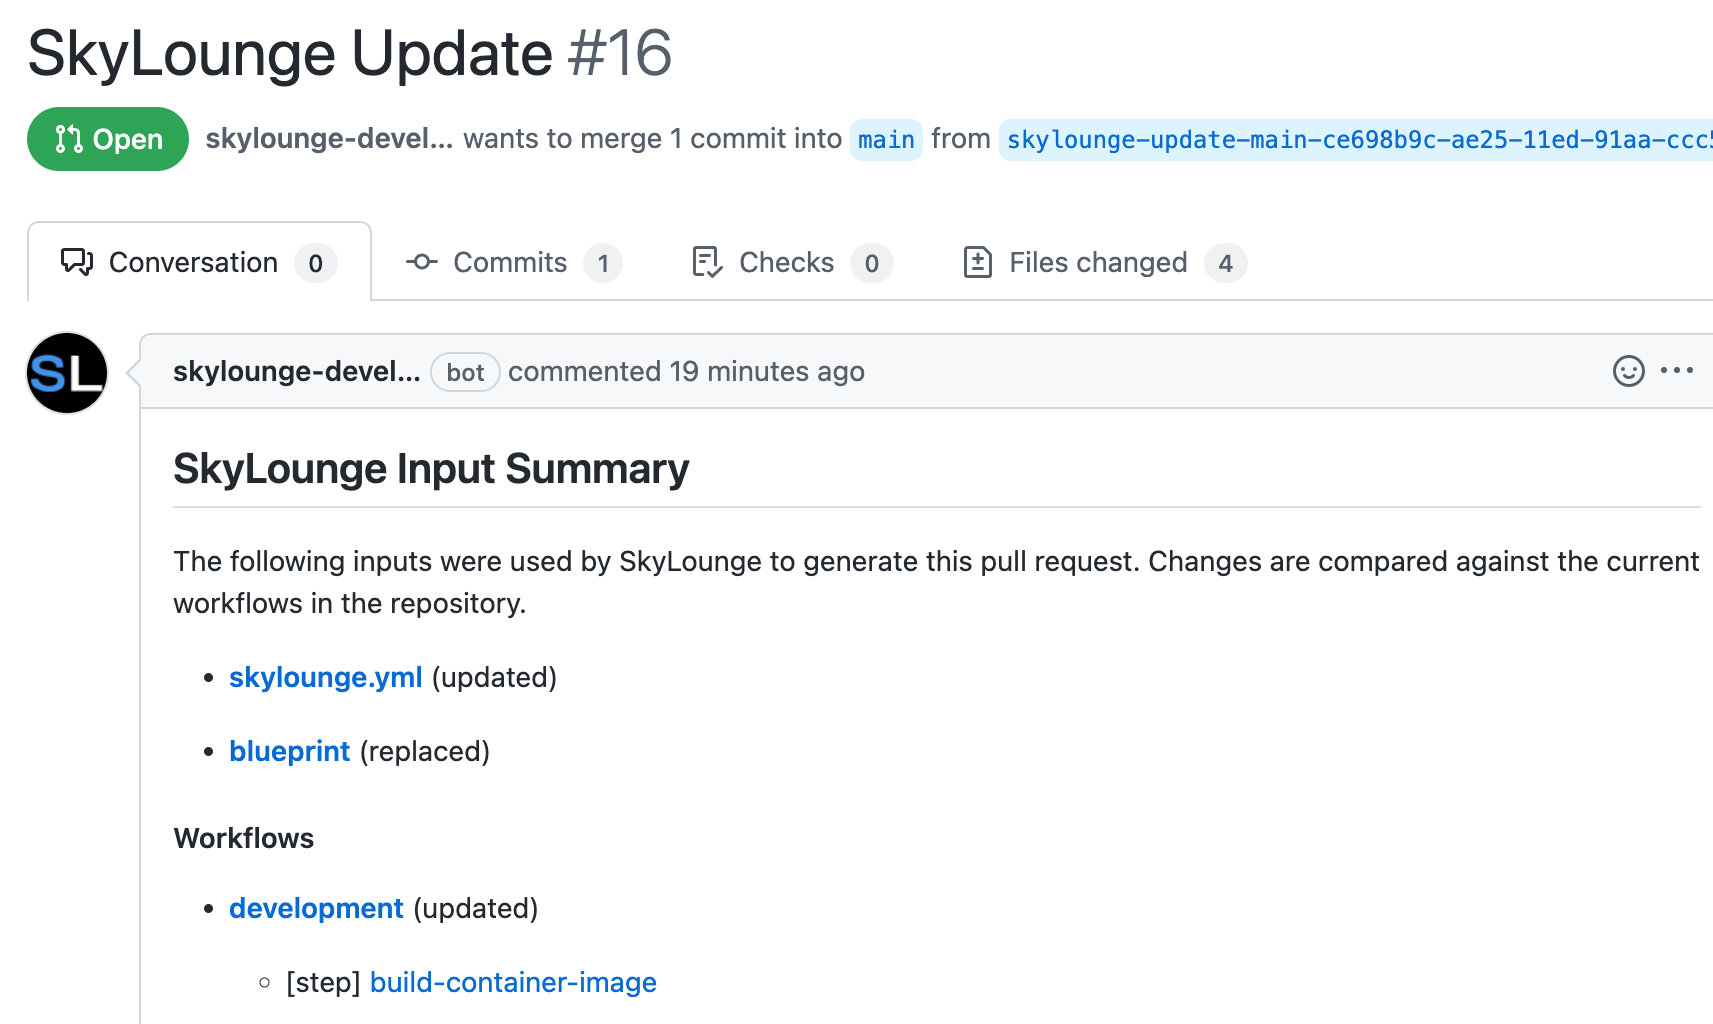 SkyLounge Update #16
Open skylounge-devel... wants to merge 1 commit into main from skylounge-update-main-ce698b9c-ae25-11ed-91aa-ccc5
Conversation 0 Commits 1 Checks 0 Files changed 4
SL
skylounge-devel... bot commented 19 minutes ago
SkyLounge Input Summary
The following inputs were used by SkyLounge to generate this pull request. Changes are compared against the current
workflows in the repository.
skylounge.yml (updated)
blueprint (replaced)
Workflows
development (updated)
[step] build-container-image